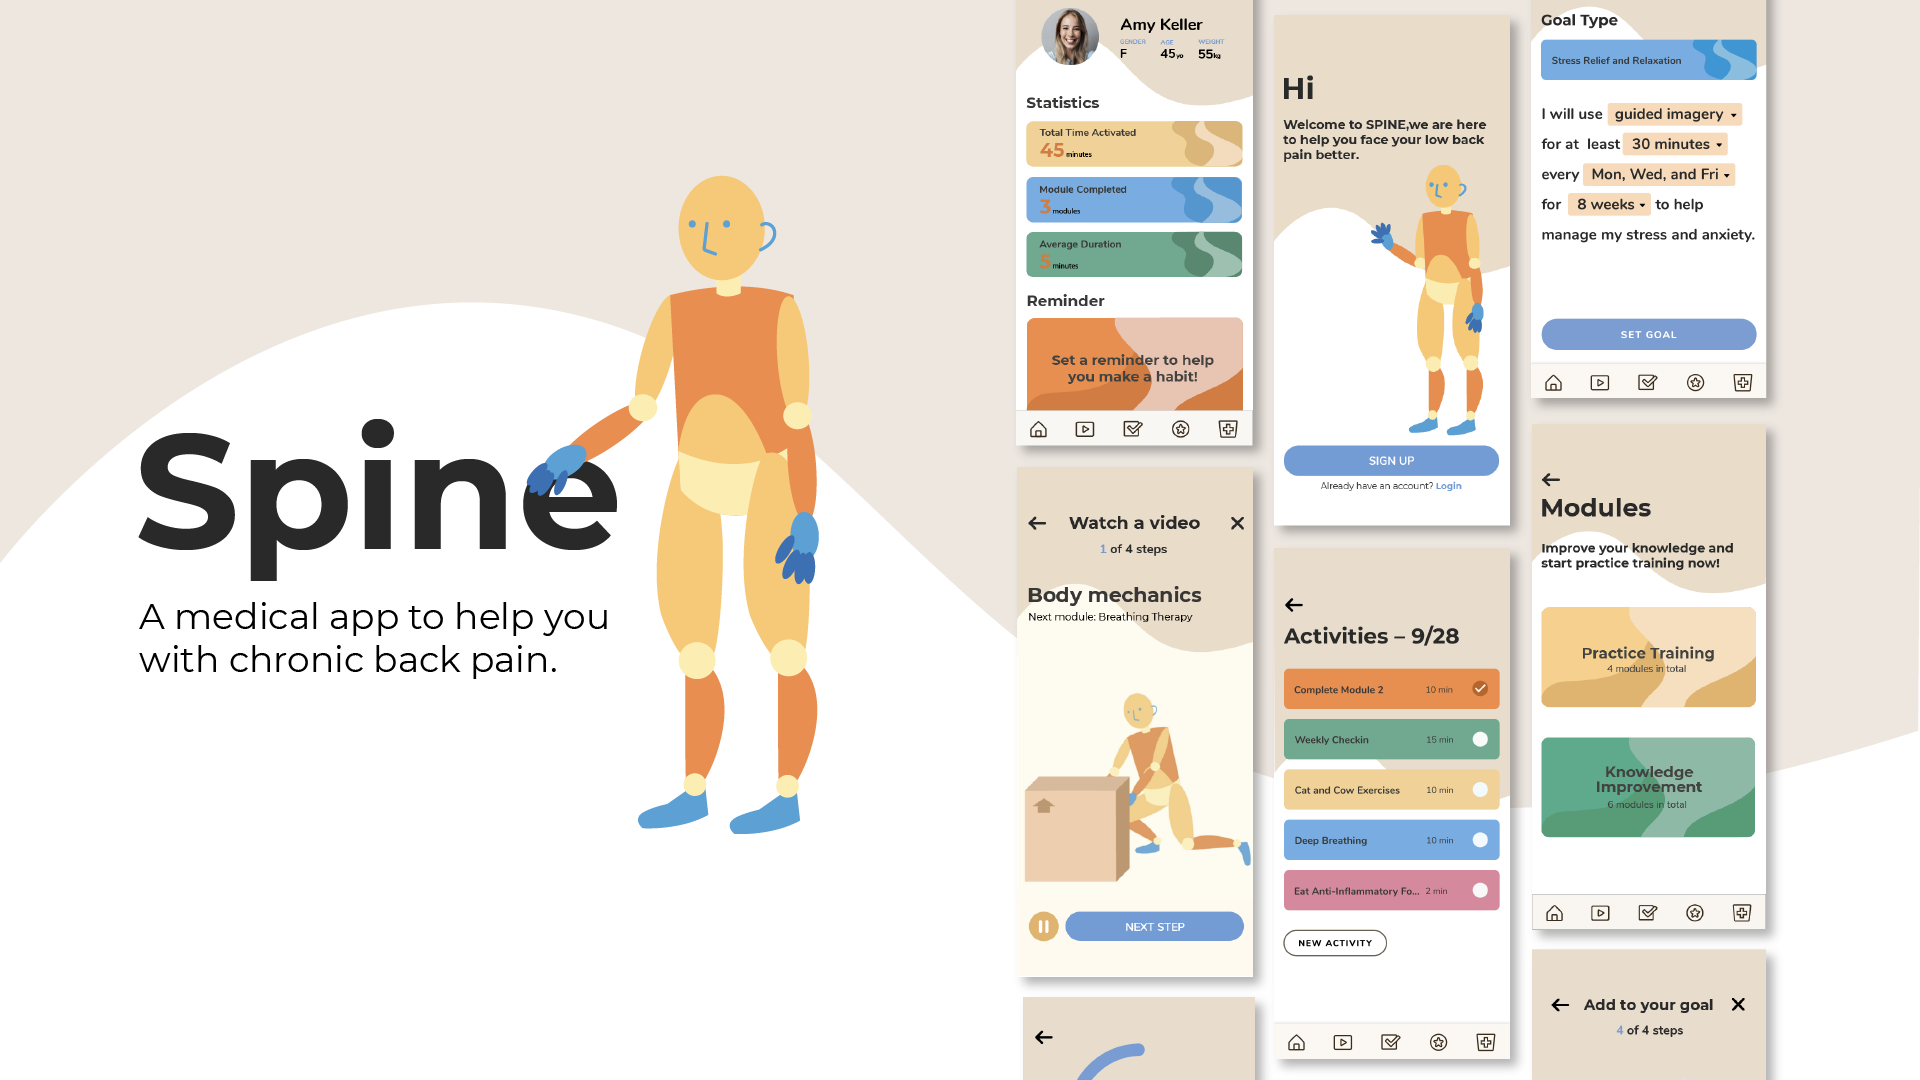 Spine
A medical app to help you
with chronic back pain.
Amy Keller
GENDER AGE WEIGHT
F 45yo 55kg
Statistics
Total Time Activated
45 minutes
Module Completed
3 modules
Average Duration
5 minutes
Reminder
Set a reminder to help
you make a habit!
Watch a video
1 of 4 steps
Body mechanics
Next module: Breathing Therapy
NEXT STEP
Hi
Welcome to SPINE,we are here
to help you face your low back
pain better.
SIGN UP
Already have an account? LogIn
Activities – 9/28
Complete Module 2 10 min
Weekly Checkin 15 min
Cat and Cow Exercises 10 min
Deep Breathing 10 min
Eat Anti-Inflammatory Fo... 2 min
NEW ACTIVITY
Goal Type
Stress Relief and Relaxation
I will use guided imagery
for at least 30 minutes
every Mon, Wed, and Fri
for 8 weeks to help
manage my stress and anxiety.
SET GOAL
Modules
Improve your knowledge and
start practice training now!
Practice Training
4 modules in total
Knowledge
Improvement
6 modules in total
Add to your goal
4 of 4 steps